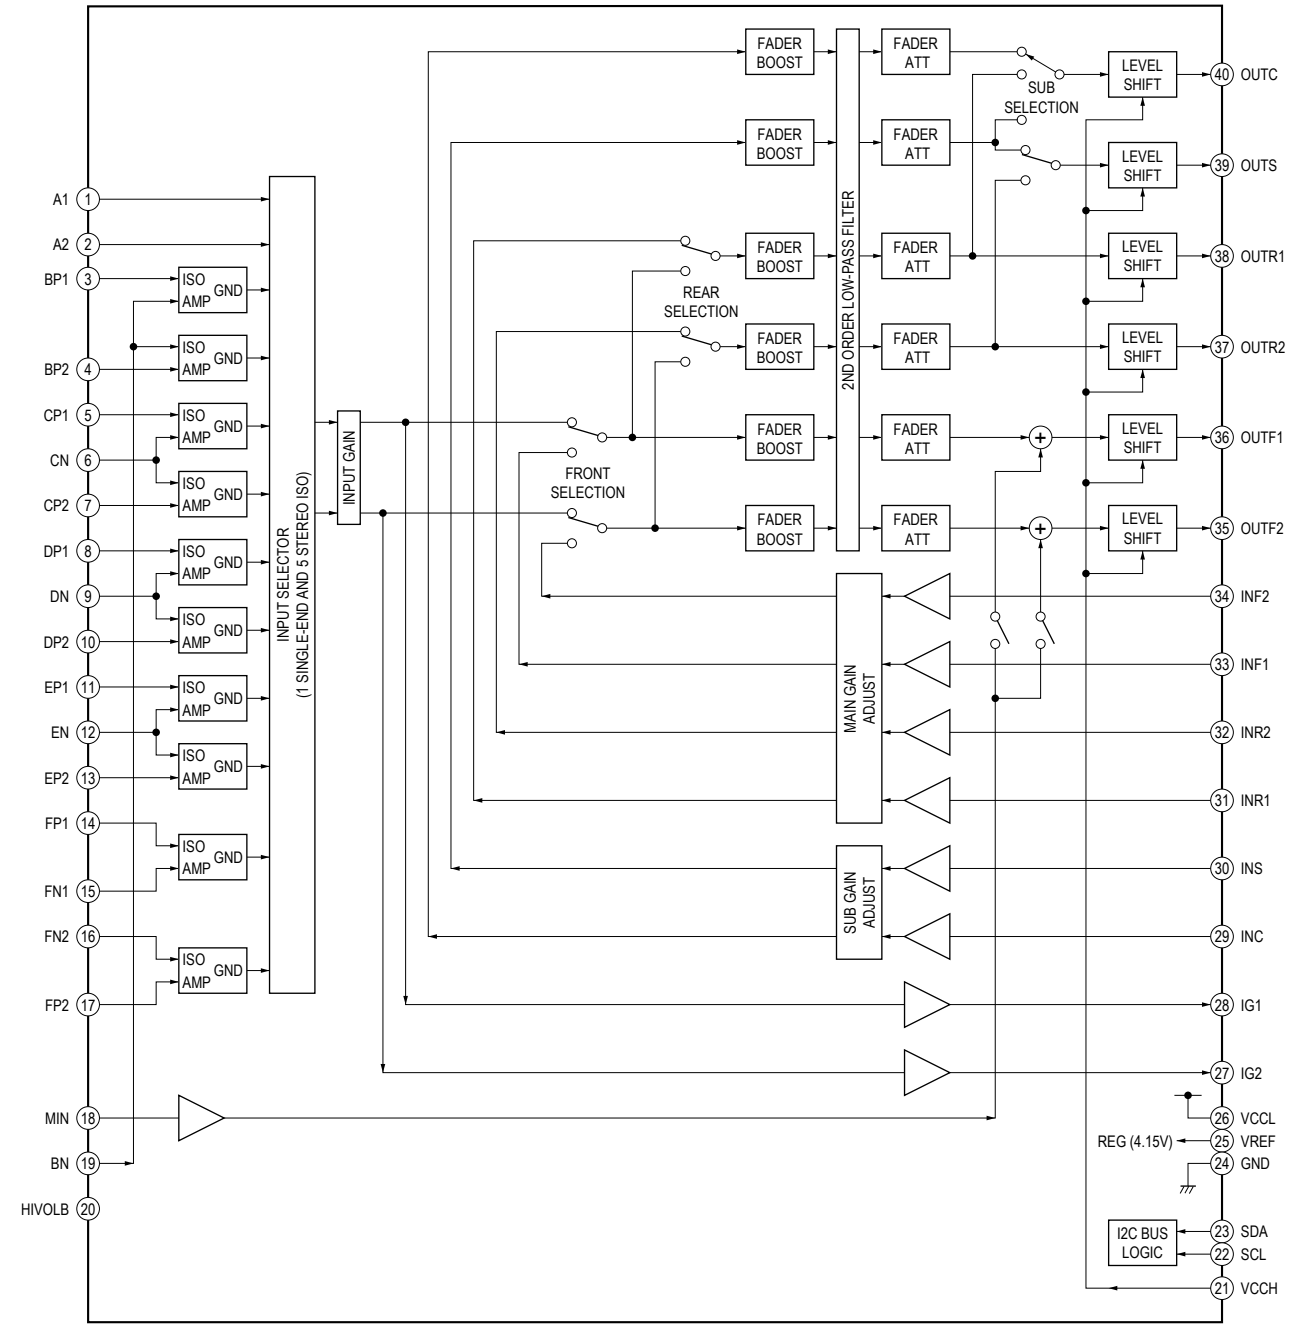 A1 1
A2 2
BP1 3
BP2 4
CP1 5
CN 6
CP2 7
DP1 8
DN 9
DP2 10
EP1 11
EN 12
EP2 13
FP1 14
FN1 15
FN2 16
FP2 17
MIN 18
BN 19
HIVOLB 20
ISO
AMP GND
ISO
AMP GND
ISO
AMP GND
ISO
AMP GND
ISO
AMP GND
ISO
AMP GND
ISO
AMP GND
ISO
AMP GND
ISO
AMP GND
ISO
AMP GND
INPUT SELECTOR
(1 SINGLE-END AND 5 STEREO ISO)
INPUT GAIN
FRONT
SELECTION
REAR
SELECTION
FADER
BOOST
FADER
BOOST
FADER
BOOST
FADER
BOOST
FADER
BOOST
FADER
BOOST
2ND ORDER LOW-PASS FILTER
FADER
ATT
FADER
ATT
FADER
ATT
FADER
ATT
FADER
ATT
FADER
ATT
MAIN GAIN
ADJUST
SUB GAIN
ADJUST
SUB
SELECTION
+
+
LEVEL
SHIFT
LEVEL
SHIFT
LEVEL
SHIFT
LEVEL
SHIFT
LEVEL
SHIFT
LEVEL
SHIFT
REG (4.15V)
I2C BUS
LOGIC
40 OUTC
39 OUTS
38 OUTR1
37 OUTR2
36 OUTF1
35 OUTF2
34 INF2
33 INF1
32 INR2
31 INR1
30 INS
29 INC
28 IG1
27 IG2
26 VCCL
25 VREF
24 GND
23 SDA
22 SCL
21 VCCH